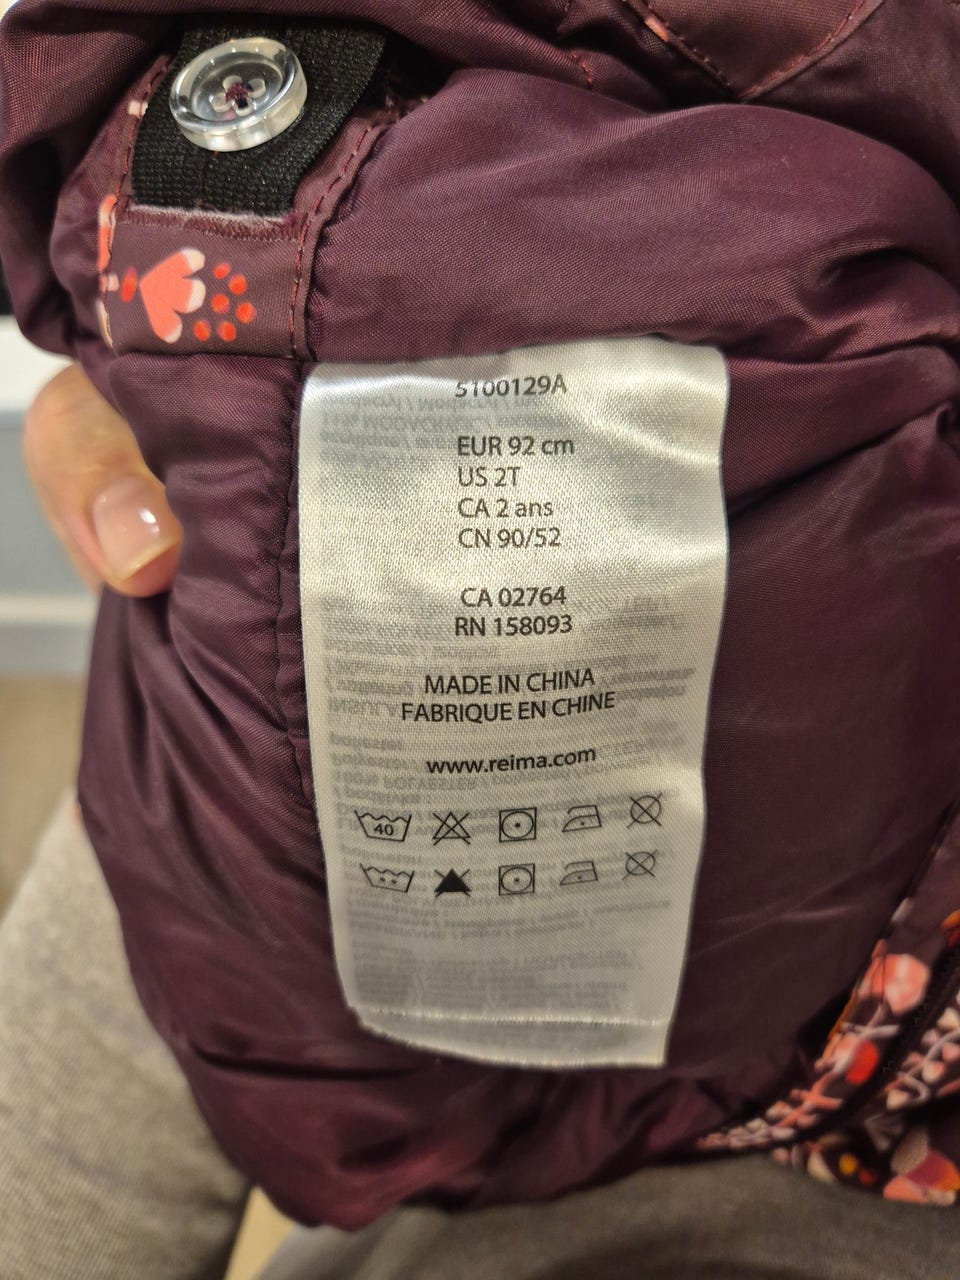 5100129A
EUR 92 cm
US 2T
CA 2 ans
CN 90/52
CA 02764
RN 158093
MADE IN CHINA
FABRIQUE EN CHINE
www.reima.com
40